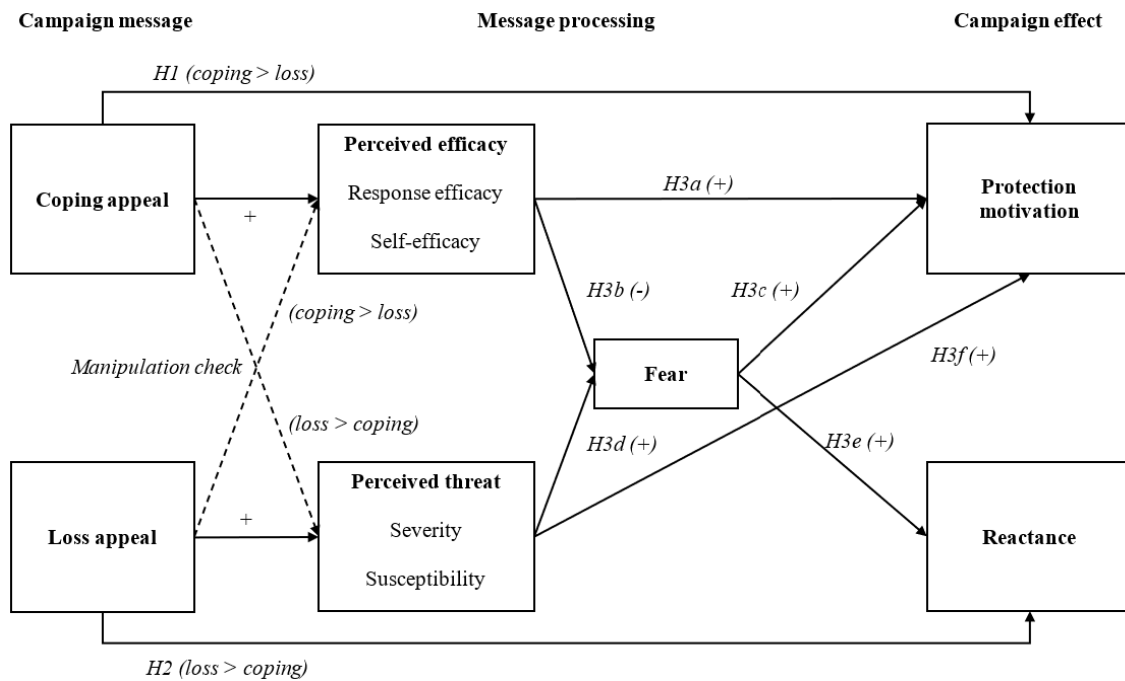 Campaign message
Message processing
Campaign effect
H1 (coping > loss)
Coping appeal
+
Perceived efficacy
Response efficacy
Self-efficacy
H3a (+)
Protection
motivation
H3b (-)
H3c (+)
(coping > loss)
Manipulation check
Fear
H3f (+)
(loss > coping)
H3d (+)
H3e (+)
Loss appeal
+
Perceived threat
Severity
Susceptibility
Reactance
H2 (loss > coping)